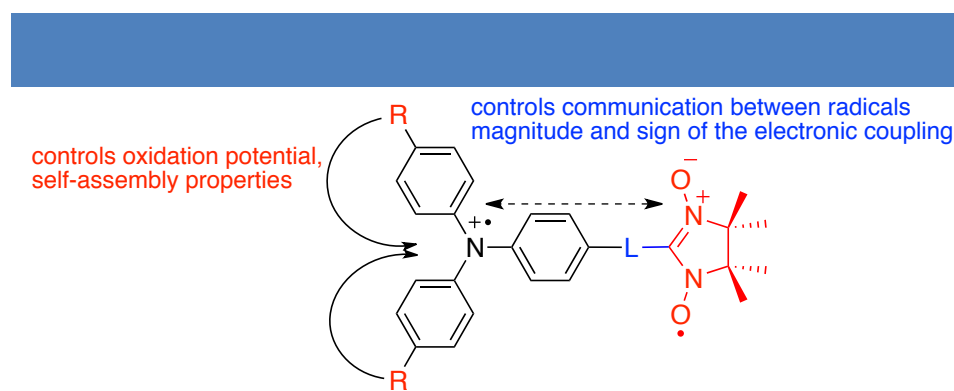 controls communication between radicals
magnitude and sign of the electronic coupling
R
controls oxidation potential,
self-assembly properties
O−
N+
+•
N
L
N
O
•
R